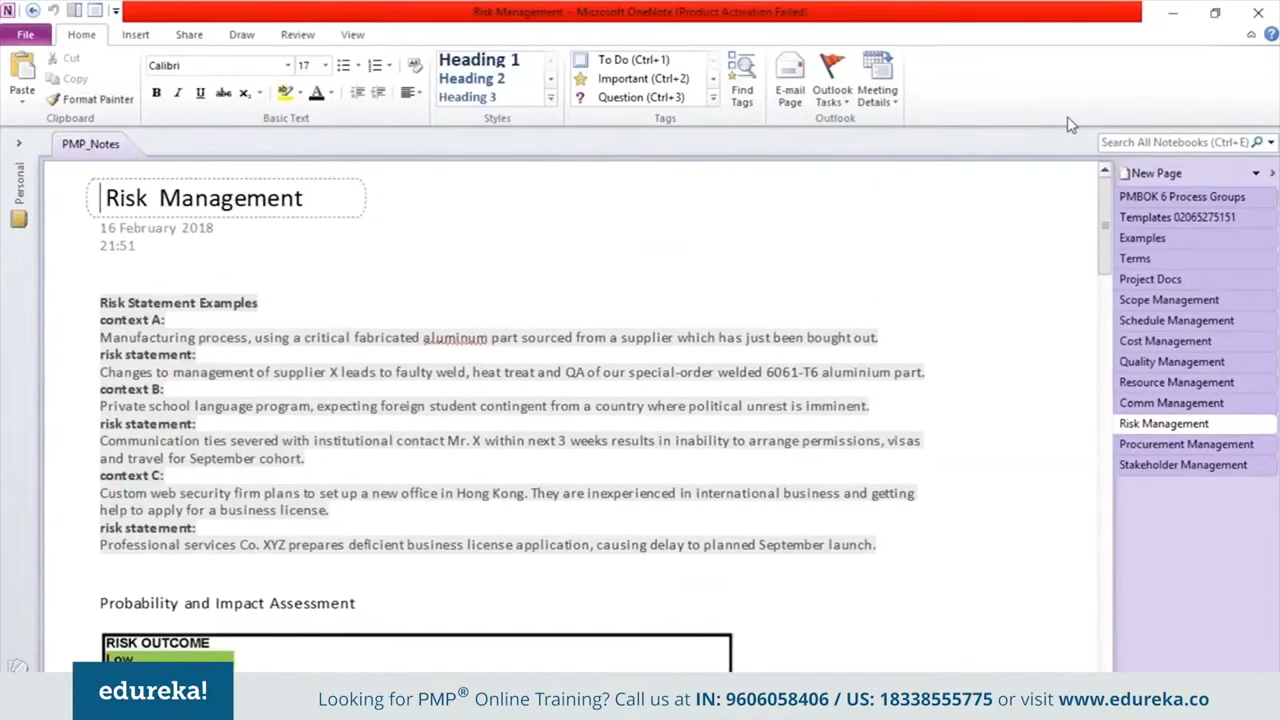 Risk Management - Microsoft OneNote (Product Activation Failed)
File Home Insert Share Draw Review View
Paste
Cut
Copy
Format Painter
Clipboard
Calibri 17
B I U abc X₂ A
Basic Text
Heading 1
Heading 2
Heading 3
Styles
To Do (Ctrl+1)
Important (Ctrl+2)
? Question (Ctrl+3)
Tags
Find
Tags
E-mail
Page
Outlook
Tasks
Meeting
Details
Outlook
Personal
PMP_Notes
Search All Notebooks (Ctrl+E)
Risk Management
16 February 2018
21:51
Risk Statement Examples
context A:
Manufacturing process, using a critical fabricated aluminum part sourced from a supplier which has just been bought out.
risk statement:
Changes to management of supplier X leads to faulty weld, heat treat and QA of our special-order welded 6061-T6 aluminium part.
context B:
Private school language program, expecting foreign student contingent from a country where political unrest is imminent.
risk statement:
Communication ties severed with institutional contact Mr. X within next 3 weeks results in inability to arrange permissions, visas
and travel for September cohort.
context C:
Custom web security firm plans to set up a new office in Hong Kong. They are inexperienced in international business and getting
help to apply for a business license.
risk statement:
Professional services Co. XYZ prepares deficient business license application, causing delay to planned September launch.
Probability and Impact Assessment
RISK OUTCOME
Low
New Page
PMBOK 6 Process Groups
Templates 02065275151
Examples
Terms
Project Docs
Scope Management
Schedule Management
Cost Management
Quality Management
Resource Management
Comm Management
Risk Management
Procurement Management
Stakeholder Management
edureka!
Looking for PMP® Online Training? Call us at IN: 9606058406 / US: 18338555775 or visit www.edureka.co